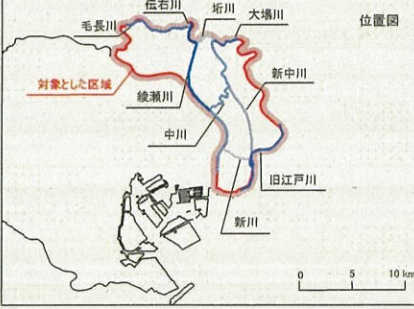 位置図
伝右川
垳川
大場川
毛長川
新中川
対象とした区域
綾瀬川
中川
旧江戸川
新川
0 5 10 km